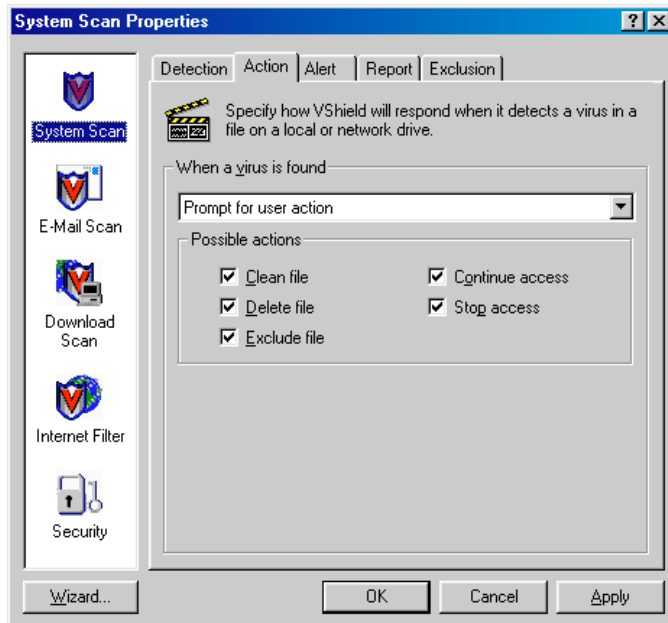 System Scan Properties
System Scan
E-Mail Scan
Download
Scan
Internet Filter
Security
Detection Action Alert Report Exclusion
Specify how VShield will respond when it detects a virus in a
file on a local or network drive.
When a virus is found
Prompt for user action
Possible actions
Clean file
Continue access
Delete file
Stop access
Exclude file
Wizard...
OK
Cancel
Apply